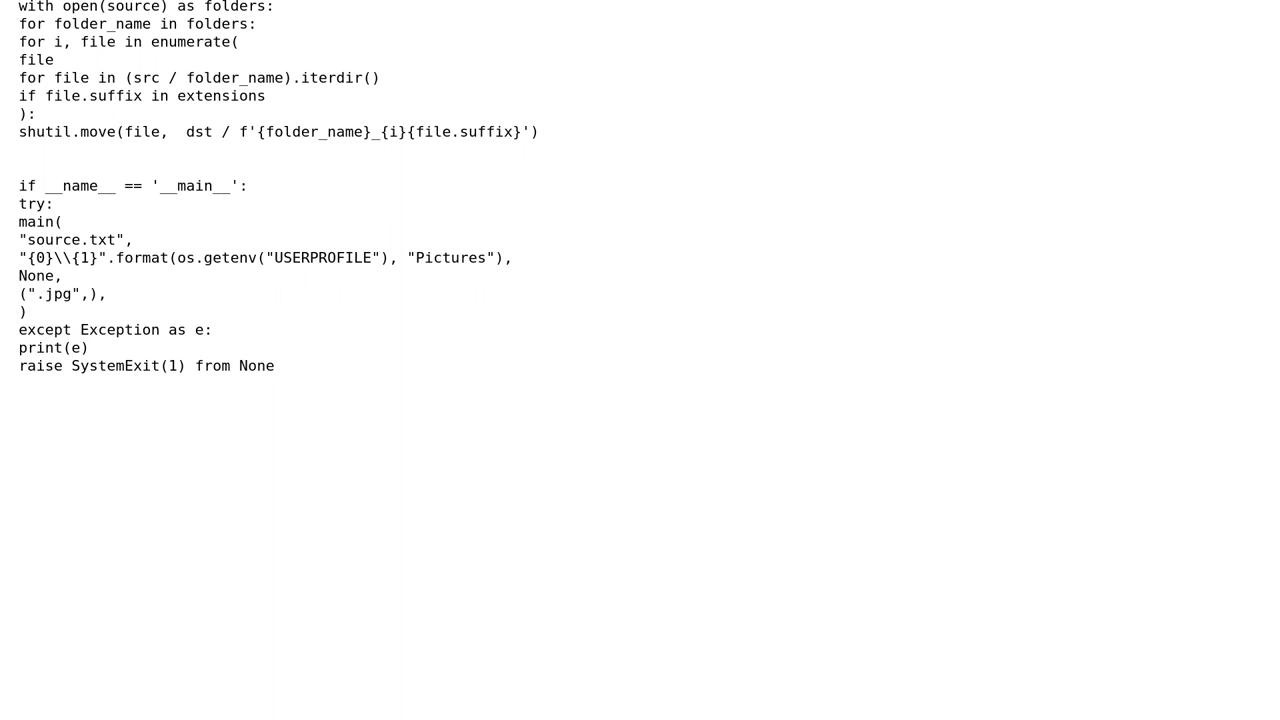 with open(source) as folders:
for folder_name in folders:
for i, file in enumerate(
file
for file in (src / folder_name).iterdir()
if file.suffix in extensions
):
shutil.move(file,  dst / f'{folder_name}_{i}{file.suffix}')
if __name__ == '__main__':
try:
main(
"source.txt",
"{0}\\{1}".format(os.getenv("USERPROFILE"), "Pictures"),
None,
(".jpg",),
)
except Exception as e:
print(e)
raise SystemExit(1) from None